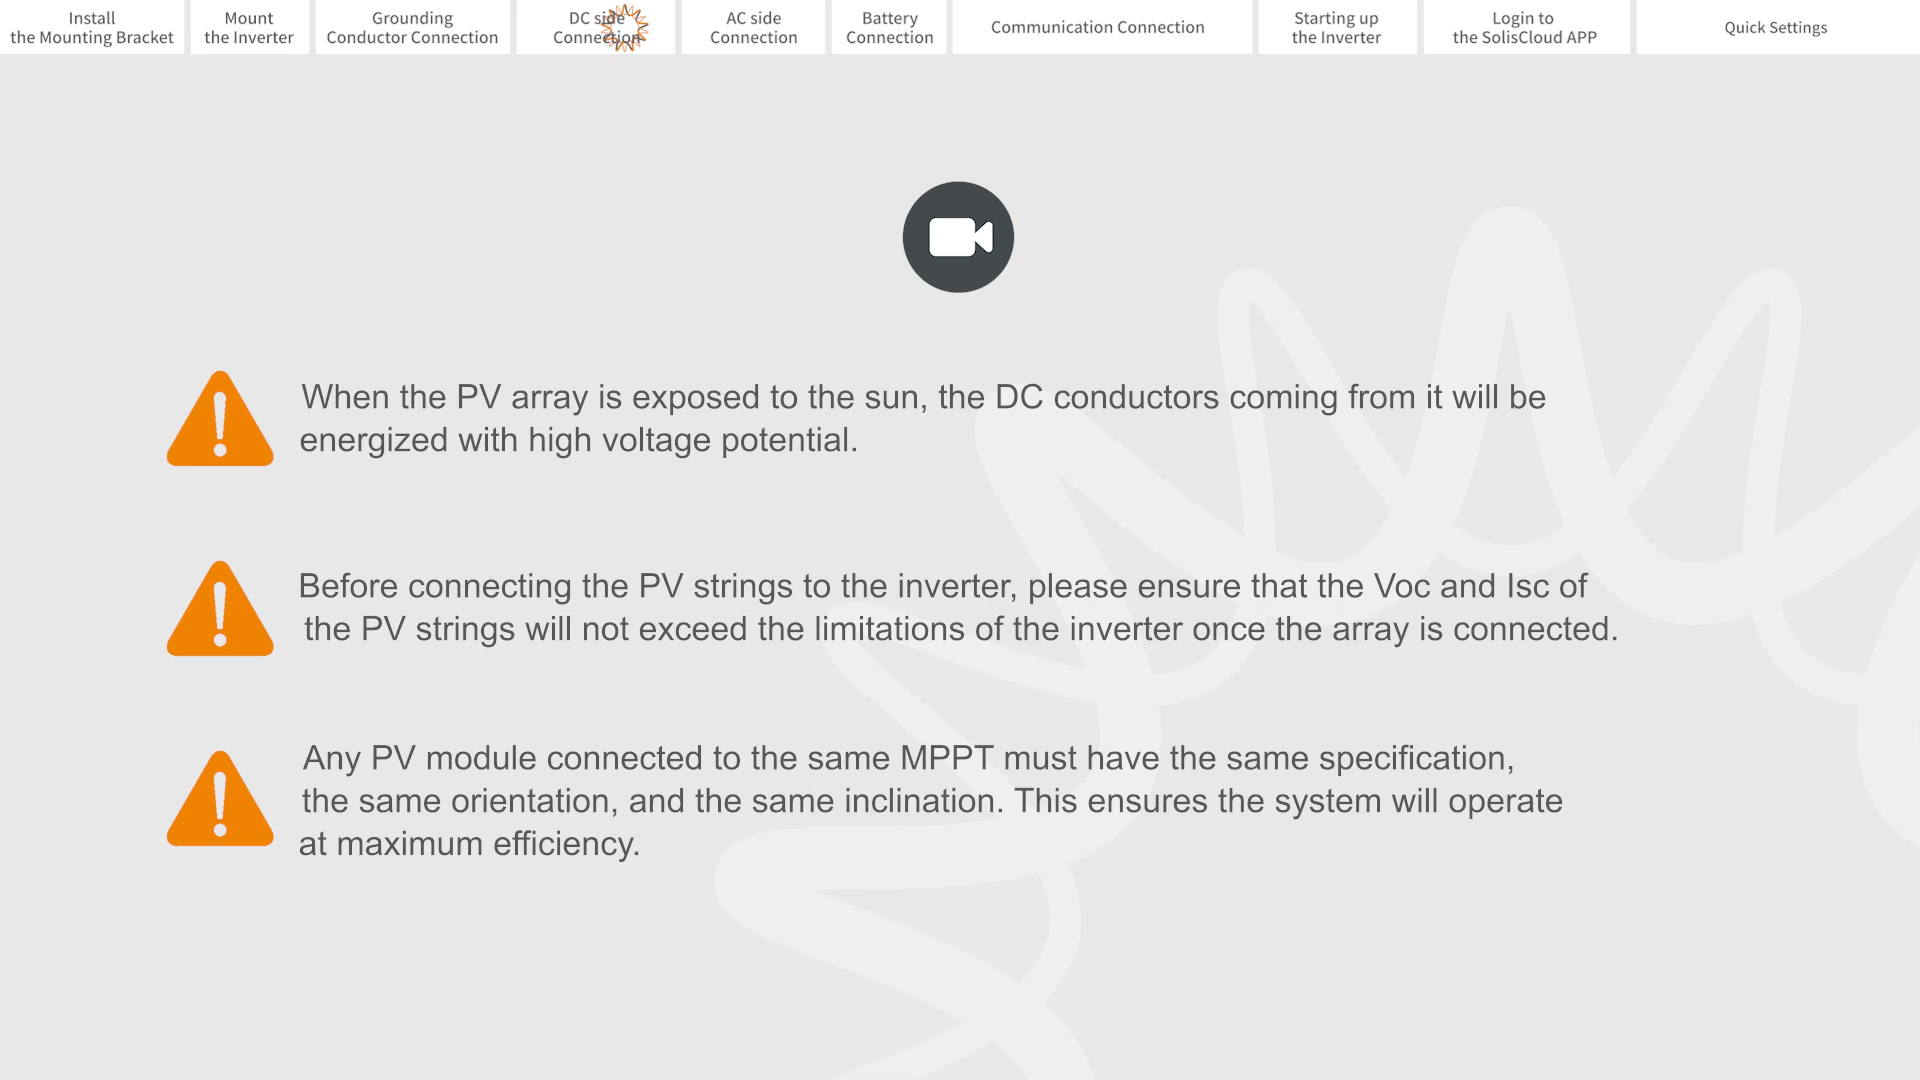 Install
the Mounting Bracket
Mount
the Inverter
Grounding
Conductor Connection
DC side
Connection
AC side
Connection
Battery
Connection
Communication Connection
Starting up
the Inverter
Login to
the SolisCloud APP
Quick Settings
When the PV array is exposed to the sun, the DC conductors coming from it will be
energized with high voltage potential.
Before connecting the PV strings to the inverter, please ensure that the Voc and Isc of
the PV strings will not exceed the limitations of the inverter once the array is connected.
Any PV module connected to the same MPPT must have the same specification,
the same orientation, and the same inclination. This ensures the system will operate
at maximum efficiency.